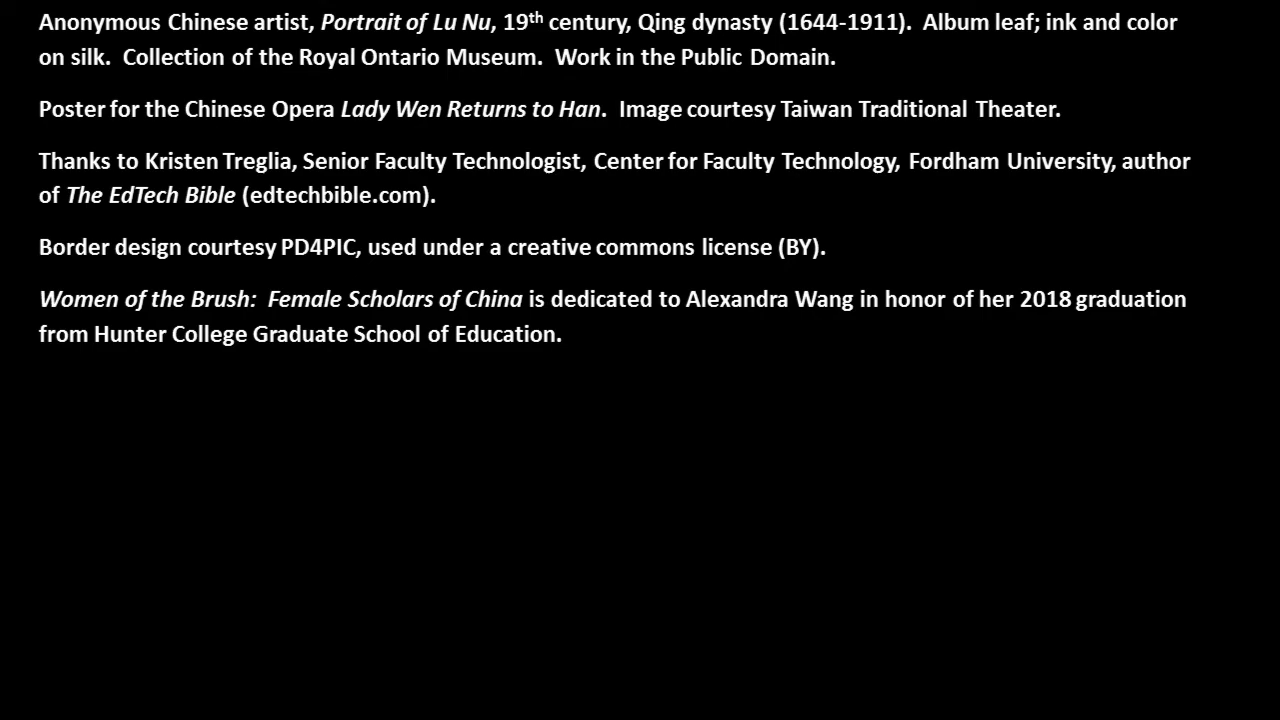 Anonymous Chinese artist, Portrait of Lu Nu, 19th century, Qing dynasty (1644-1911).  Album leaf; ink and color
on silk.  Collection of the Royal Ontario Museum.  Work in the Public Domain.
Poster for the Chinese Opera Lady Wen Returns to Han.  Image courtesy Taiwan Traditional Theater.
Thanks to Kristen Treglia, Senior Faculty Technologist, Center for Faculty Technology, Fordham University, author
of The EdTech Bible (edtechbible.com).
Border design courtesy PD4PIC, used under a creative commons license (BY).
Women of the Brush:  Female Scholars of China is dedicated to Alexandra Wang in honor of her 2018 graduation
from Hunter College Graduate School of Education.